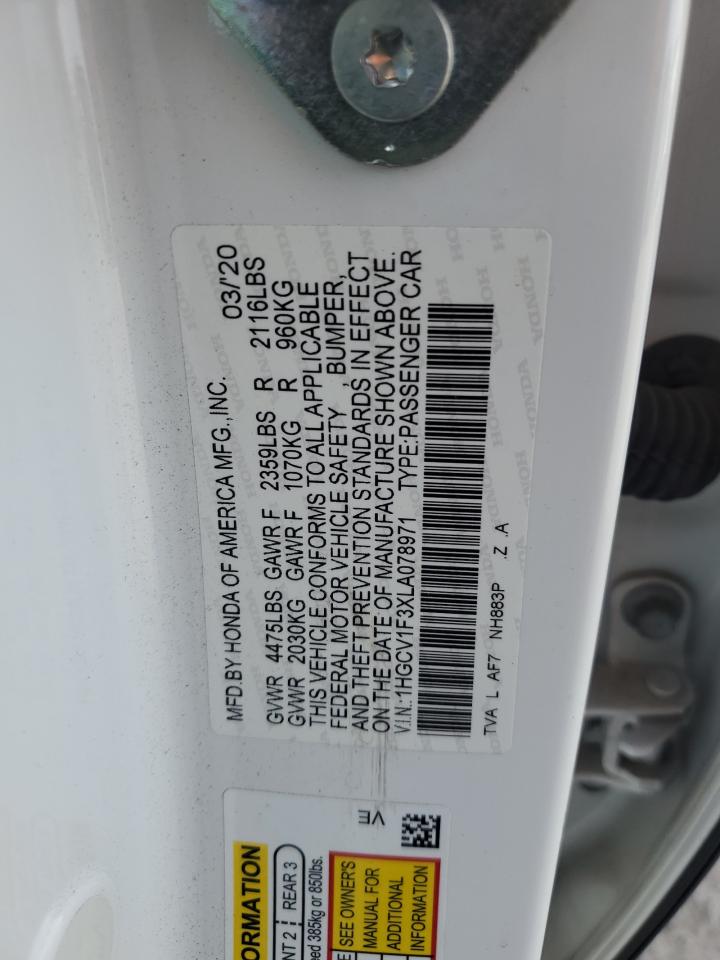 MFD.BY HONDA OF AMERICA MFG.,INC. 03/'20
GVWR 4475LBS GAWR F 2359LBS R 2116LBS
GVWR 2030KG GAWR F 1070KG R 960KG
THIS VEHICLE CONFORMS TO ALL APPLICABLE
FEDERAL MOTOR VEHICLE SAFETY , BUMPER,
AND THEFT PREVENTION STANDARDS IN EFFECT
ON THE DATE OF MANUFACTURE SHOWN ABOVE.
V.I.N.:1HGCV1F3XLA078971 TYPE:PASSENGER CAR
TVA L AF7 NH883P .Z .A
ORMATION
NT 2 REAR 3
eed 385kg or 850lbs.
E SEE OWNER'S
MANUAL FOR
ADDITIONAL
INFORMATION